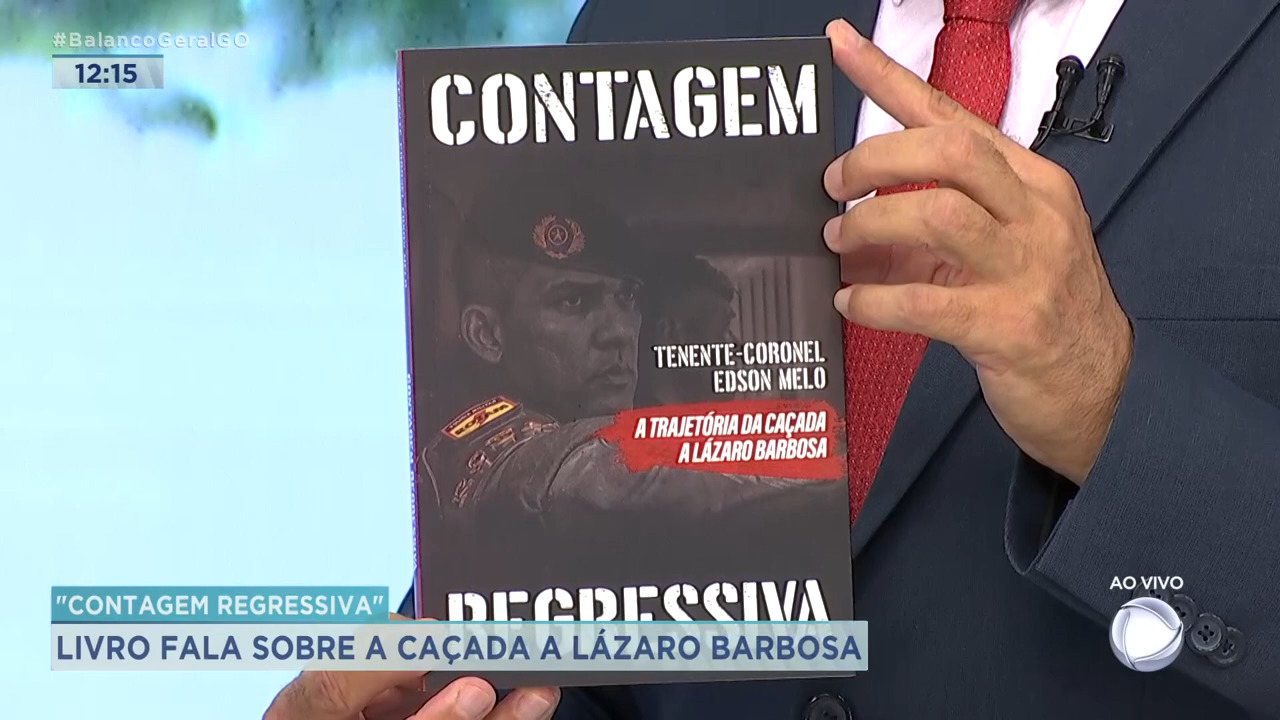 #BalancoGeralGO
12:15
CONTAGEM
TENENTE-CORONEL
EDSON MELO
A TRAJETÓRIA DA CAÇADA
A LÁZARO BARBOSA
REGRESSIVA
"CONTAGEM REGRESSIVA"
LIVRO FALA SOBRE A CAÇADA A LÁZARO BARBOSA
AO VIVO